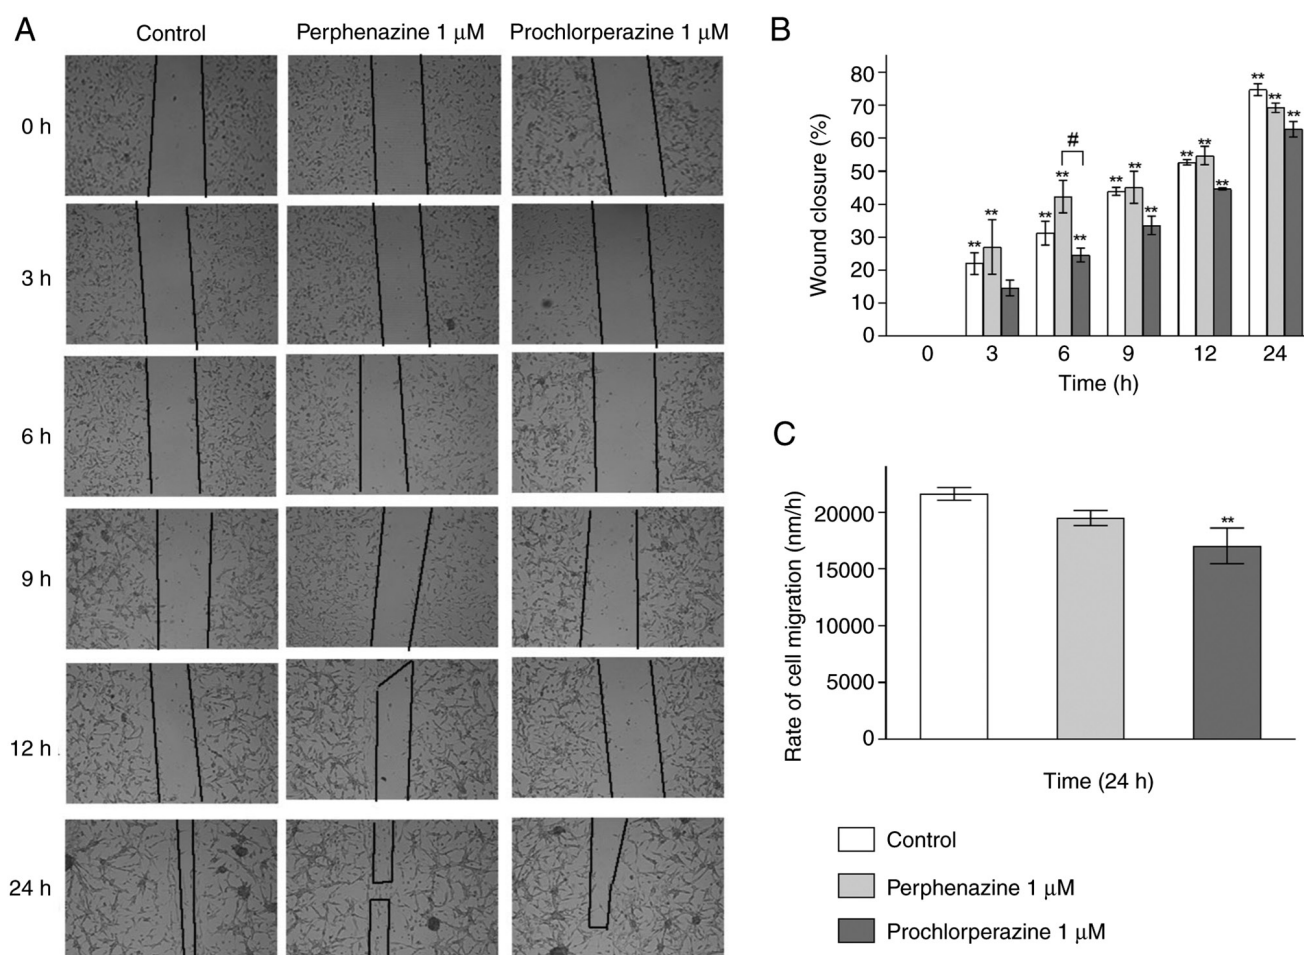 A
Control
Perphenazine 1 μM
Prochlorperazine 1 μM
0 h
3 h
6 h
9 h
12 h
24 h
B
Wound closure (%)
80
70
60
50
40
30
20
10
0
** **
** ** ** #
** ** **
** ** **
** ** **
0 3 6 9 12 24
Time (h)
C
Rate of cell migration (nm/h)
20000
15000
10000
5000
0
**
Time (24 h)
Control
Perphenazine 1 μM
Prochlorperazine 1 μM